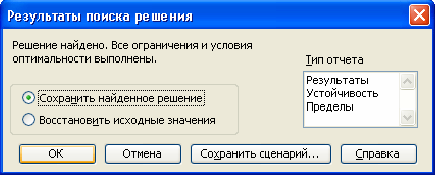 Результаты поиска решения
Решение найдено. Все ограничения и условия
оптимальности выполнены.
Тип отчета
Результаты
Устойчивость
Пределы
Сохранить найденное решение
Восстановить исходные значения
ОК
Отмена
Сохранить сценарий...
Справка